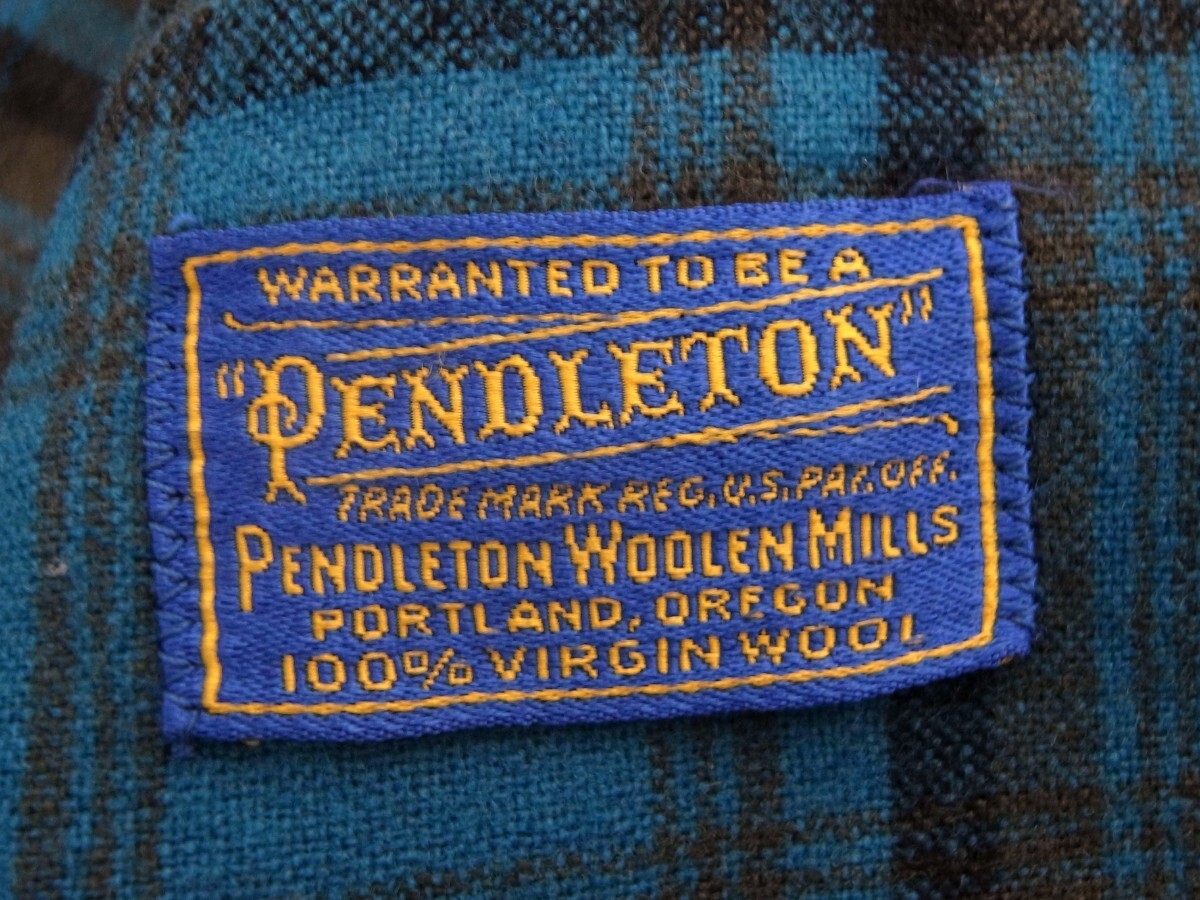 WARRANTED TO BE A
"PENDLETON"
TRADE MARK REG. U.S. PAT. OFF.
PENDLETON WOOLEN MILLS
PORTLAND, OREGON
100% VIRGIN WOOL